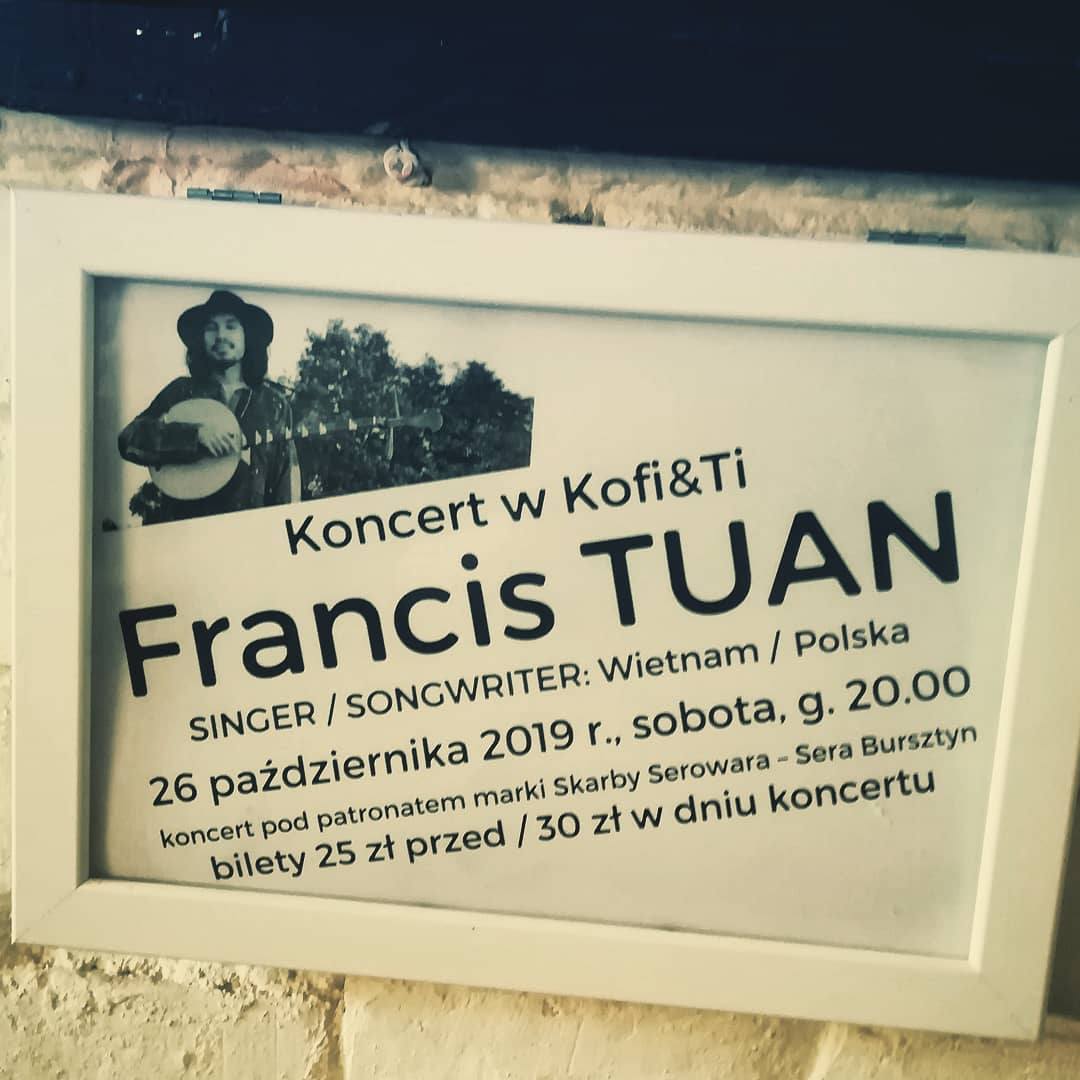 Koncert w Kofi&Ti
Francis TUAN
SINGER / SONGWRITER: Wietnam / Polska
26 października 2019 r., sobota, g. 20.00
koncert pod patronatem marki Skarby Serowara - Sera Bursztyn
bilety 25 zł przed / 30 zł w dniu koncertu